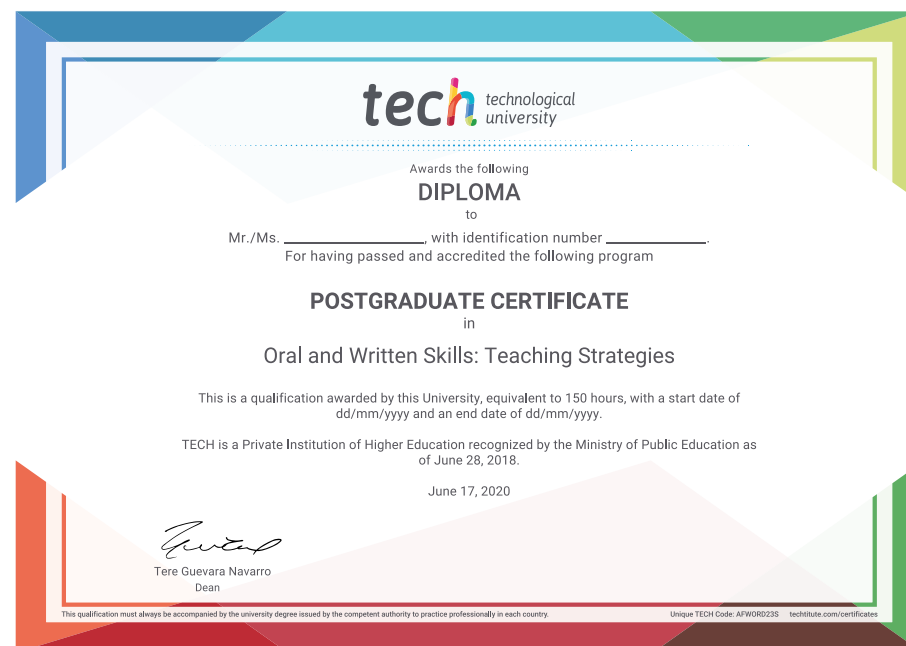 tech technological
university
Awards the following
DIPLOMA
to
Mr./Ms. ____________________, with identification number ______________.
For having passed and accredited the following program
POSTGRADUATE CERTIFICATE
in
Oral and Written Skills: Teaching Strategies
This is a qualification awarded by this University, equivalent to 150 hours, with a start date of
dd/mm/yyyy and an end date of dd/mm/yyyy.
TECH is a Private Institution of Higher Education recognized by the Ministry of Public Education as
of June 28, 2018.
June 17, 2020
Tere Guevara Navarro
Dean
This qualification must always be accompanied by the university degree issued by the competent authority to practice professionally in each country. Unique TECH Code: AFWORD23S techtitute.com/certificates